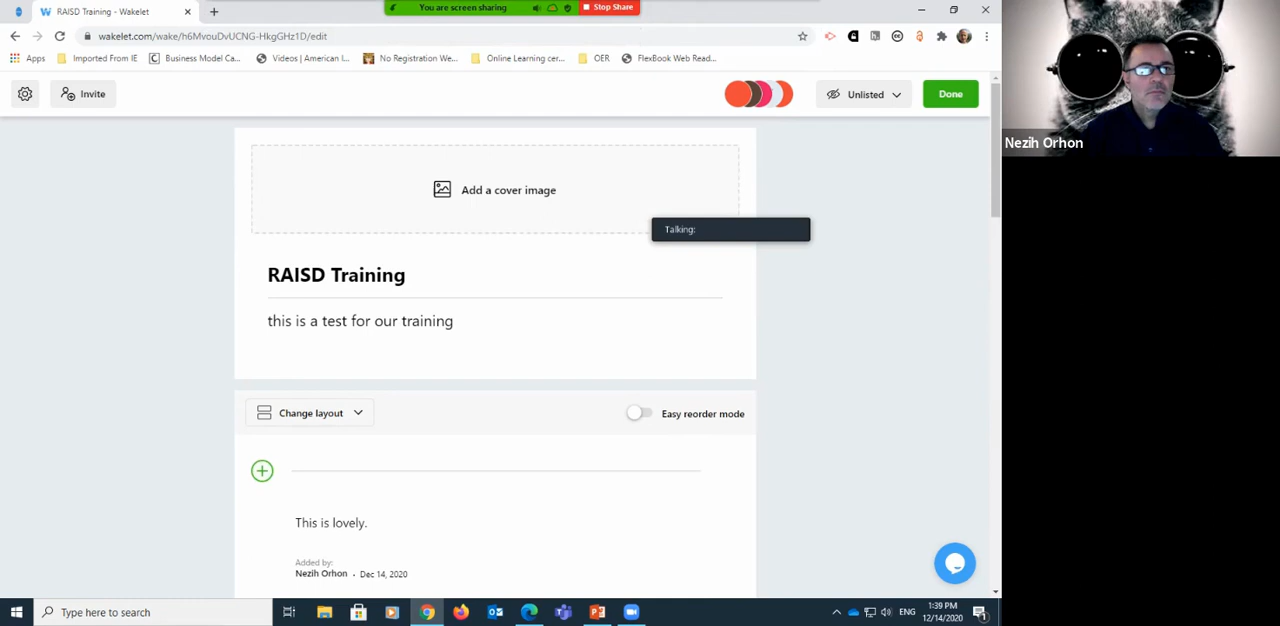 RAISD Training - Wakelet
You are screen sharing
Stop Share
wakelet.com/wake/h6MvouDvUCNG-HkgGHz1D/edit
Apps
Imported From IE
Business Model Ca...
Videos | American I...
No Registration We...
Online Learning cer...
OER
FlexBook Web Read...
Invite
Unlisted
Done
Add a cover image
Talking:
RAISD Training
this is a test for our training
Change layout
Easy reorder mode
This is lovely.
Added by:
Nezih Orhon • Dec 14, 2020
Nezih Orhon
Type here to search
ENG
1:39 PM
12/14/2020